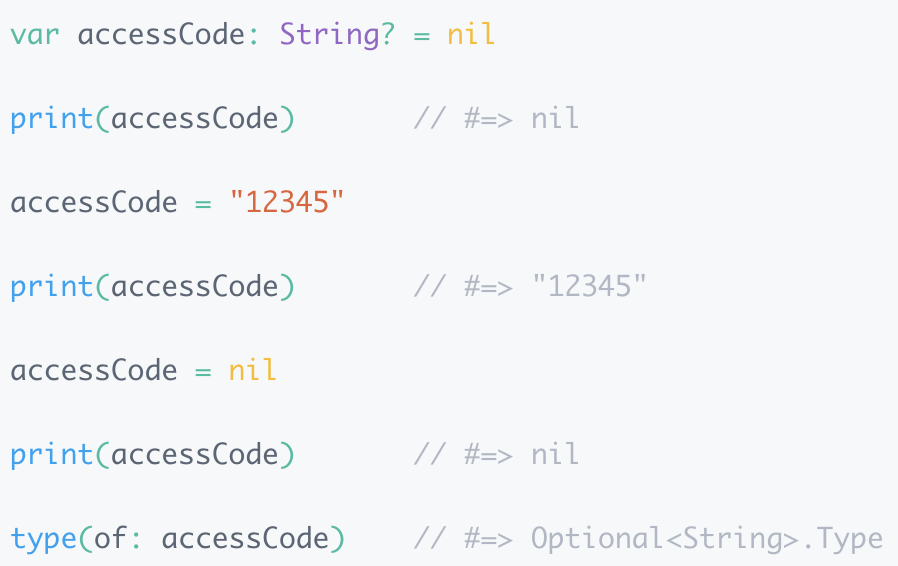 var accessCode: String? = nil
print(accessCode)       // #=> nil
accessCode = "12345"
print(accessCode)       // #=> "12345"
accessCode = nil
print(accessCode)       // #=> nil
type(of: accessCode)    // #=> Optional<String>.Type